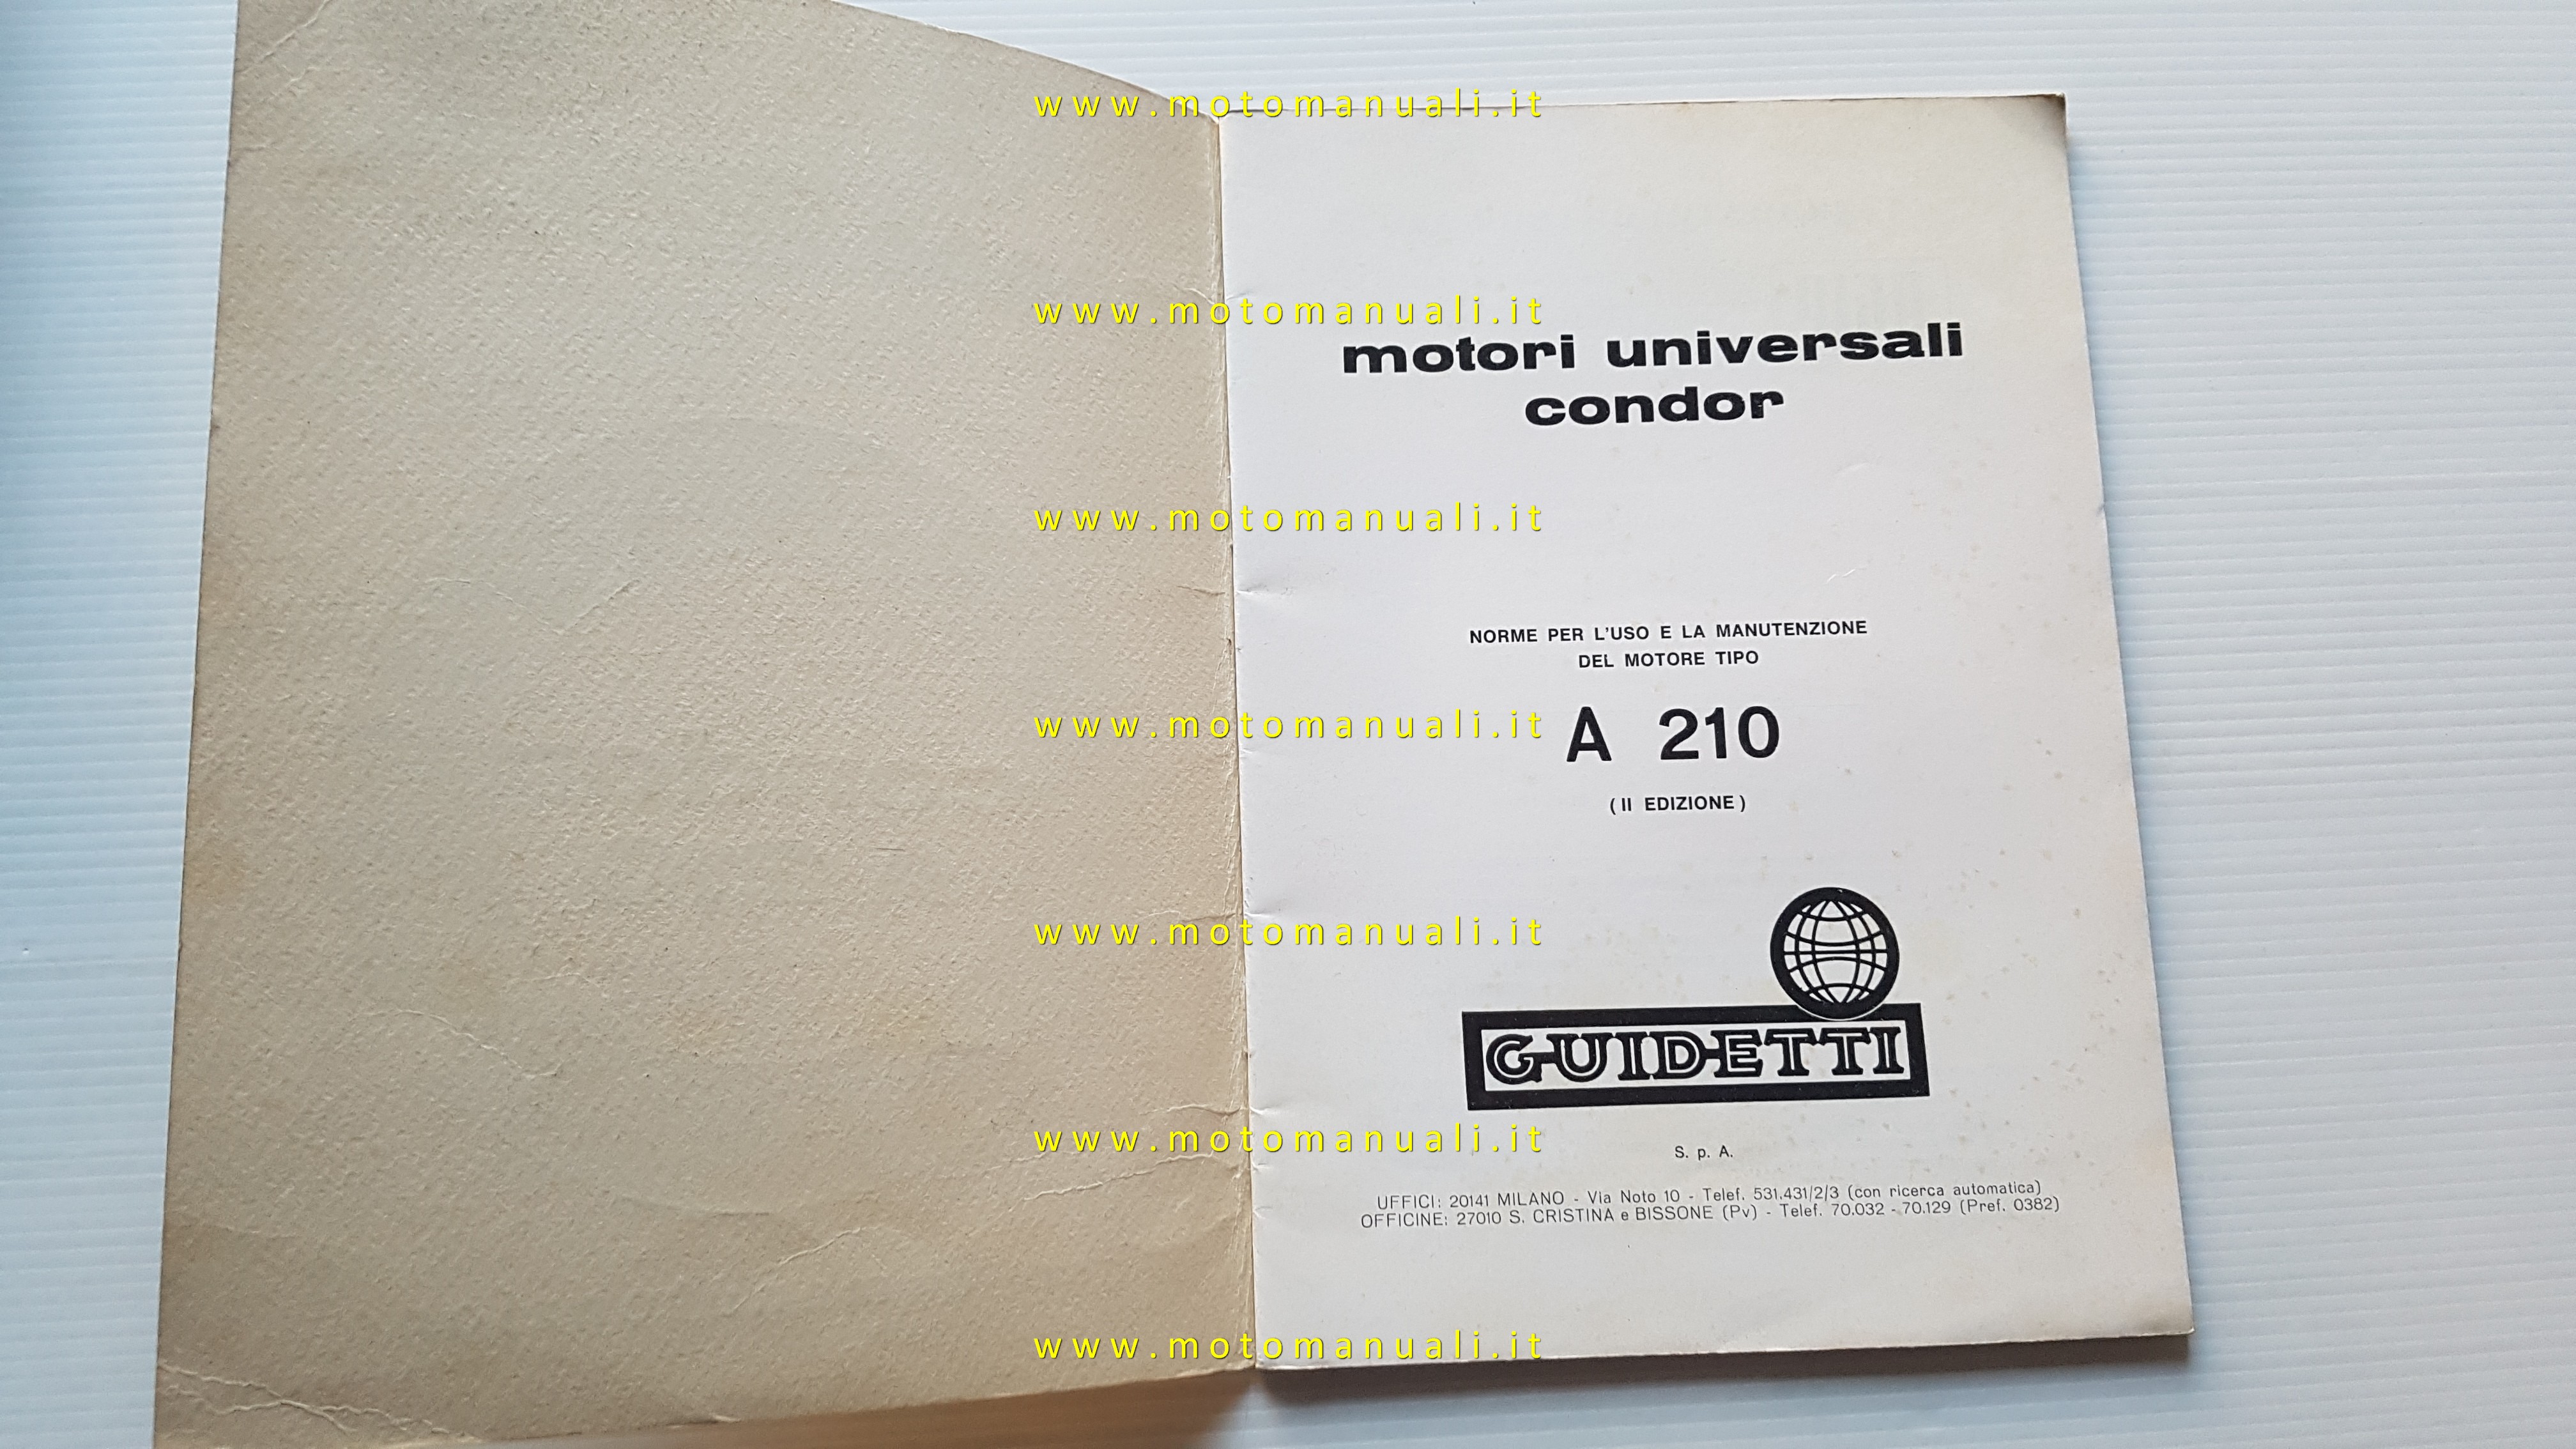 www.motomanuali.it
www.motomanuali.it
motori universali
condor
www.motomanuali.it
NORME PER L'USO E LA MANUTENZIONE
DEL MOTORE TIPO
www.motomanuali.it
A 210
(II EDIZIONE)
www.motomanuali.it
GUIDETTI
www.motomanuali.it
S. p. A.
UFFICI: 20141 MILANO - Via Noto 10 - Telef. 531.431/2/3 (con ricerca automatica)
OFFICINE: 27010 S. CRISTINA e BISSONE (Pv) - Telef. 70.032 - 70.129 (Pref. 0382)
www.motomanuali.it